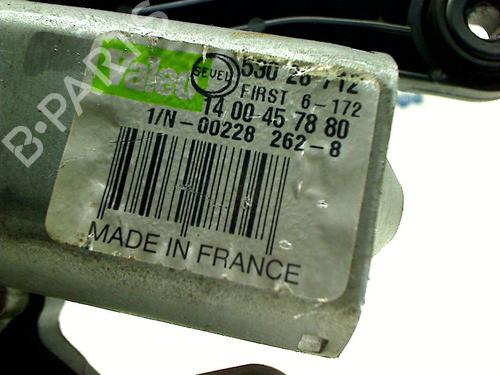 Valeo
SEVEL
530 28 712
FIRST 6-172
14 00 45 78 80
1/N-00228 262-8
MADE IN FRANCE
B-PARTS